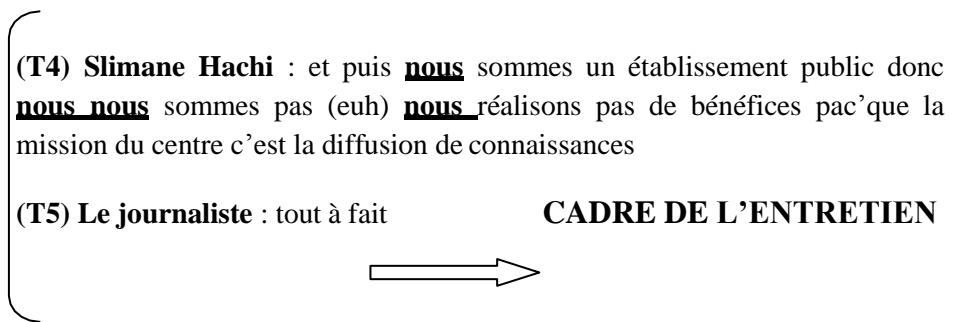 (T4) Slimane Hachi : et puis nous sommes un établissement public donc
nous nous sommes pas (euh) nous réalisons pas de bénéfices pac’que la
mission du centre c’est la diffusion de connaissances
(T5) Le journaliste : tout à fait CADRE DE L’ENTRETIEN